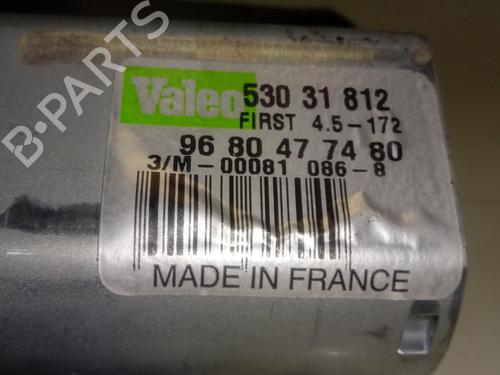 Valeo 530 31 812
FIRST 4.5-172
96 80 47 74 80
3/M-00081 086-8
MADE IN FRANCE
B-PARTS